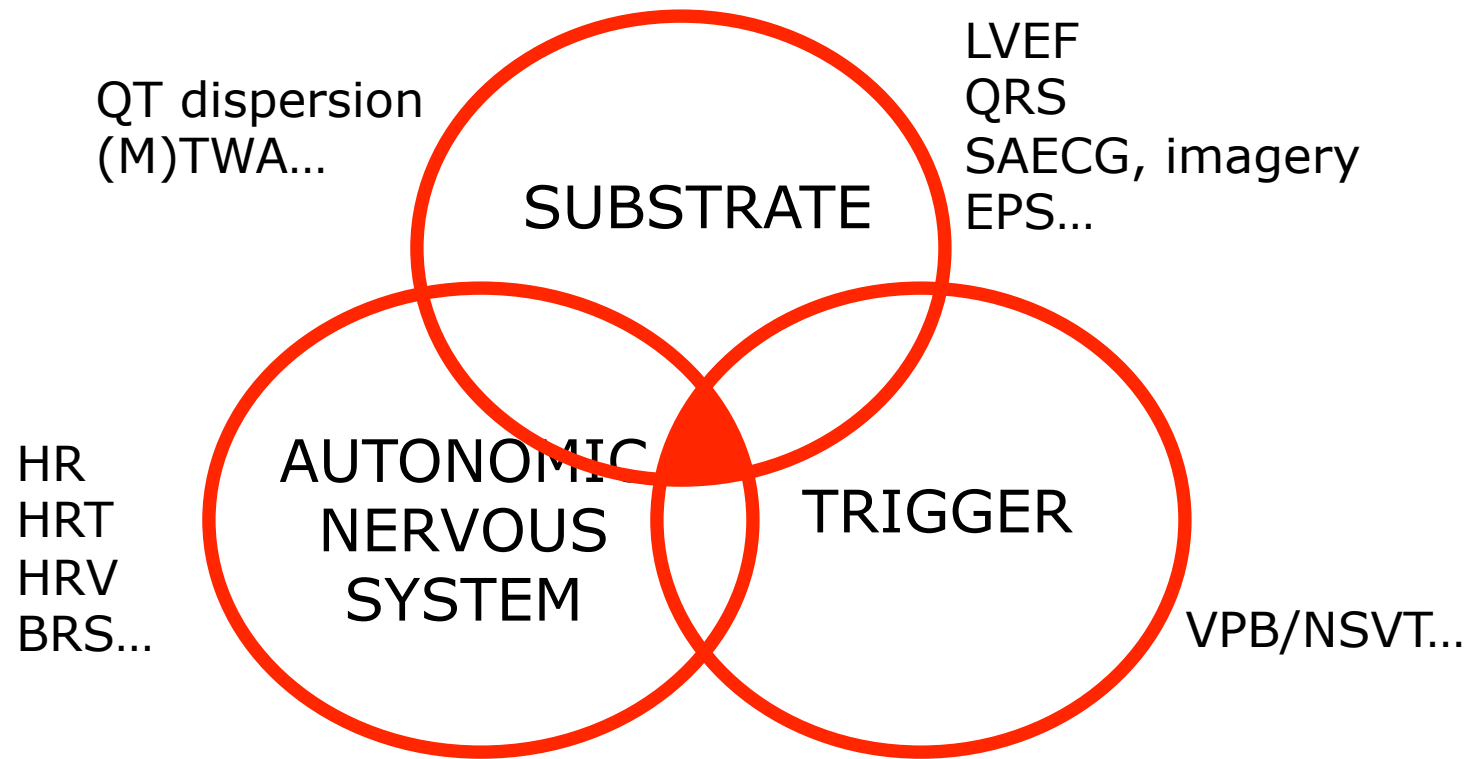 QT dispersion
(M)TWA…
LVEF
QRS
SAECG, imagery
EPS…
SUBSTRATE
HR
HRT
HRV
BRS…
AUTONOMIC
NERVOUS
SYSTEM
TRIGGER
VPB/NSVT…